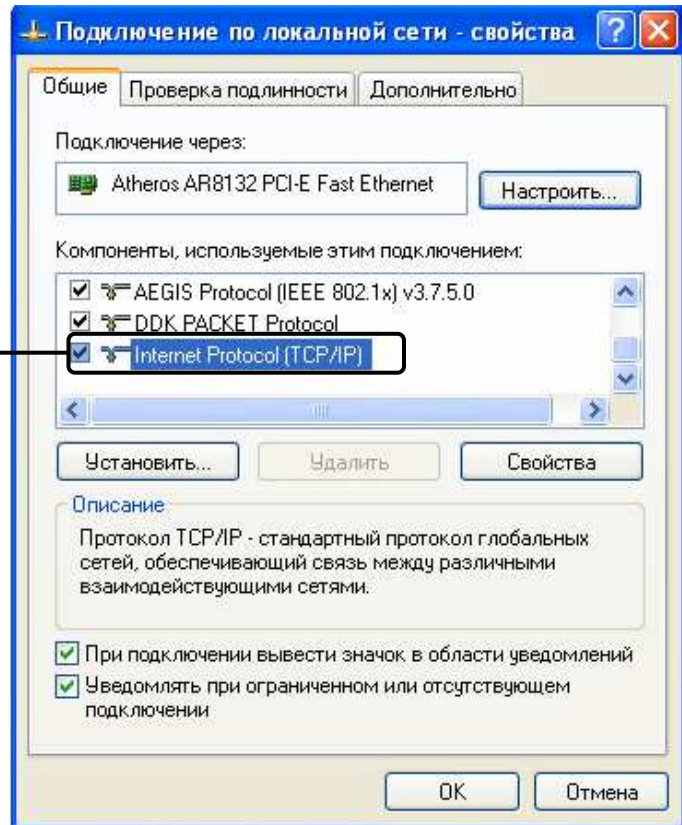 Подключение по локальной сети - свойства
Общие Проверка подлинности Дополнительно
Подключение через:
Atheros AR8132 PCI-E Fast Ethernet Настроить...
Компоненты, используемые этим подключением:
AEGIS Protocol (IEEE 802.1x) v3.7.5.0
DDK PACKET Protocol
Internet Protocol (TCP/IP)
Установить... Удалить Свойства
Описание
Протокол TCP/IP - стандартный протокол глобальных
сетей, обеспечивающий связь между различными
взаимодействующими сетями.
При подключении вывести значок в области уведомлений
Уведомлять при ограниченном или отсутствующем
подключении
OK Отмена